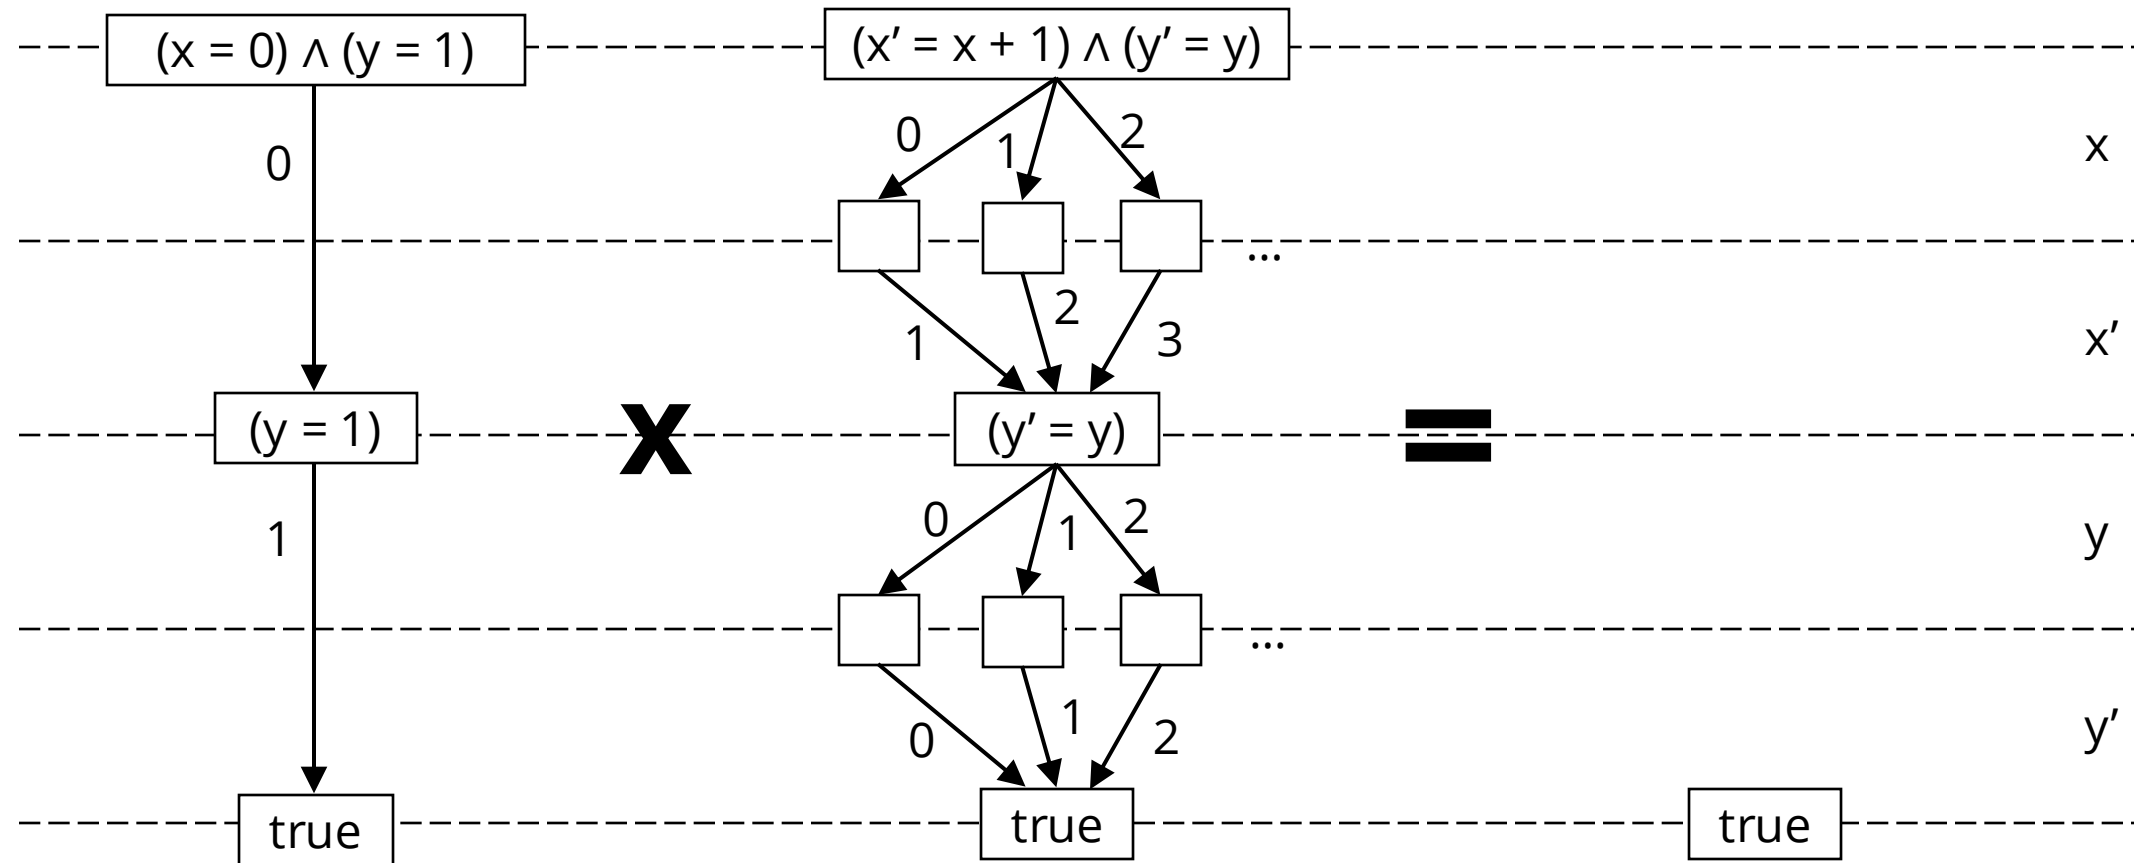 (x = 0) ∧ (y = 1)
(x’ = x + 1) ∧ (y’ = y)
0
0
1
2
x
...
1
2
3
x’
(y = 1)
x
(y’ = y)
=
1
0
1
2
y
...
0
1
2
y’
true
true
true